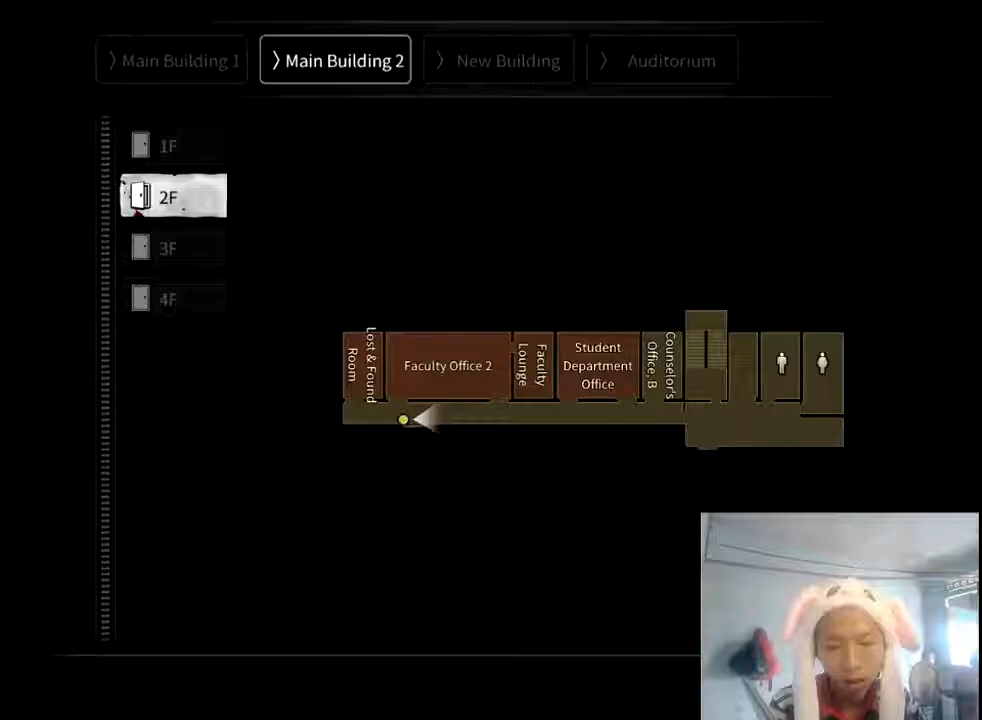 Main Building 1
Main Building 2
New Building
Auditorium
1F
2F
3F
4F
Lost & Found
Room
Faculty Office 2
Faculty
Lounge
Student
Department
Office
Counselor's
Office, B